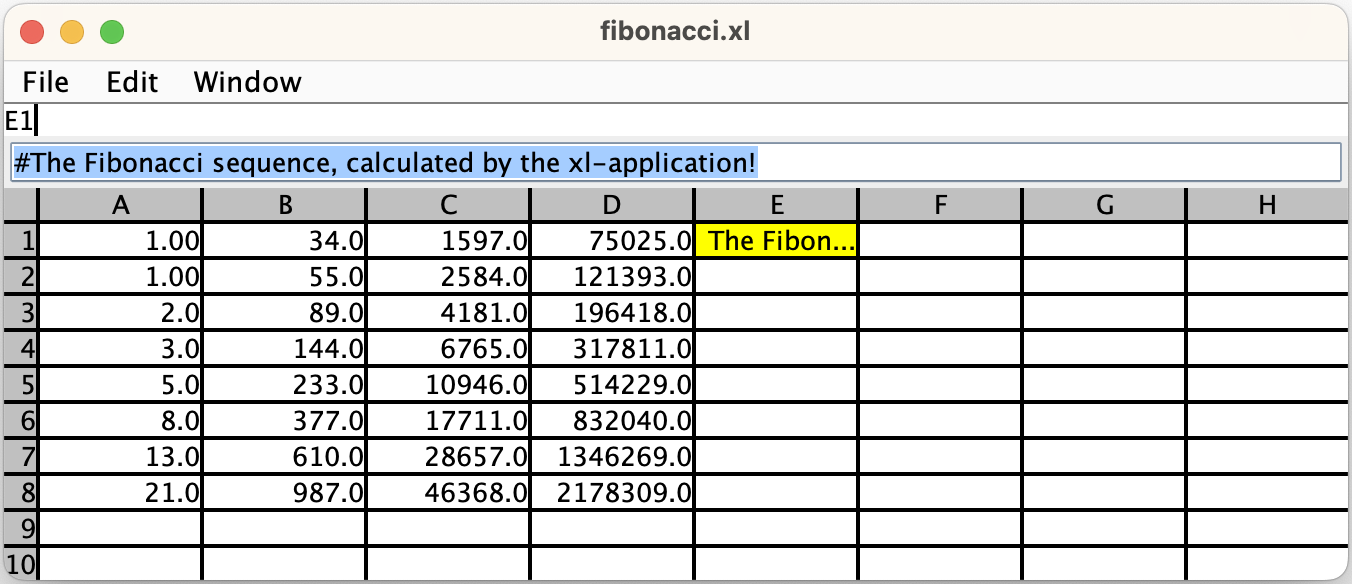 fibonacci.xl
File Edit Window
E1
#The Fibonacci sequence, calculated by the xl-application!
A B C D E F G H
1 1.00 34.0 1597.0 75025.0 The Fibon...
2 1.00 55.0 2584.0 121393.0
3 2.0 89.0 4181.0 196418.0
4 3.0 144.0 6765.0 317811.0
5 5.0 233.0 10946.0 514229.0
6 8.0 377.0 17711.0 832040.0
7 13.0 610.0 28657.0 1346269.0
8 21.0 987.0 46368.0 2178309.0
9
10